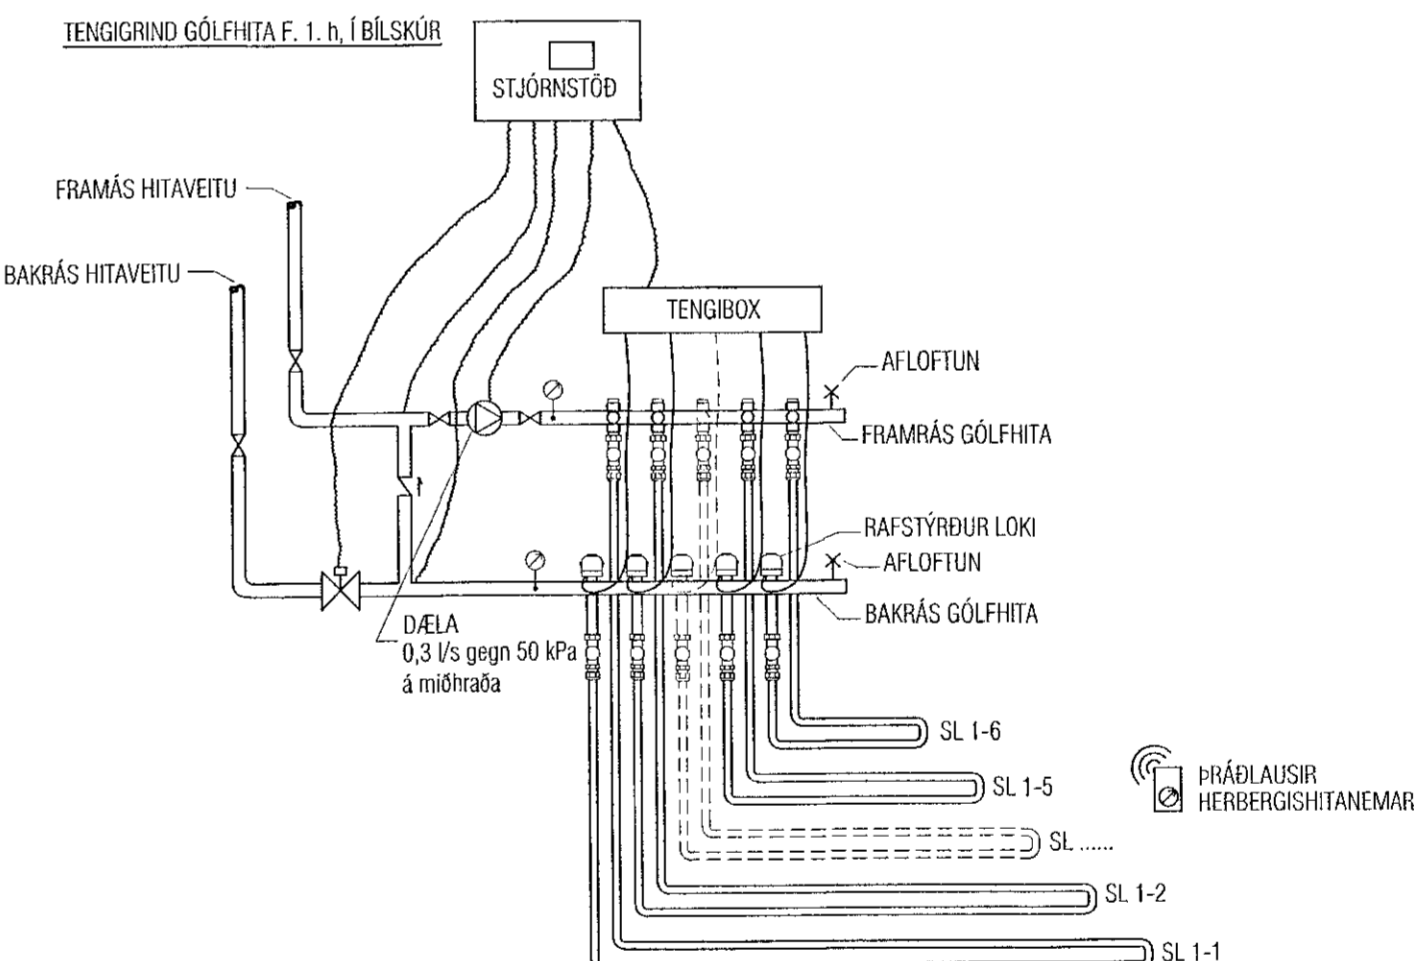 TENGIGRIND GÓLFHITA F. 1. h, Í BÍLSKÚR
STJÓRNSTÖÐ
FRAMÁS HITAVEITU
BAKRÁS HITAVEITU
TENGIBOX
AFLOFTUN
FRAMRÁS GÓLFHITA
RAFSTÝRÐUR LOKI
AFLOFTUN
BAKRÁS GÓLFHITA
DÆLA
0,3 l/s gegn 50 kPa
á miðhraða
SL 1-6
SL 1-5
SL ......
SL 1-2
SL 1-1
ÞRÁÐLAUSIR
HERBERGISHITANEMAR